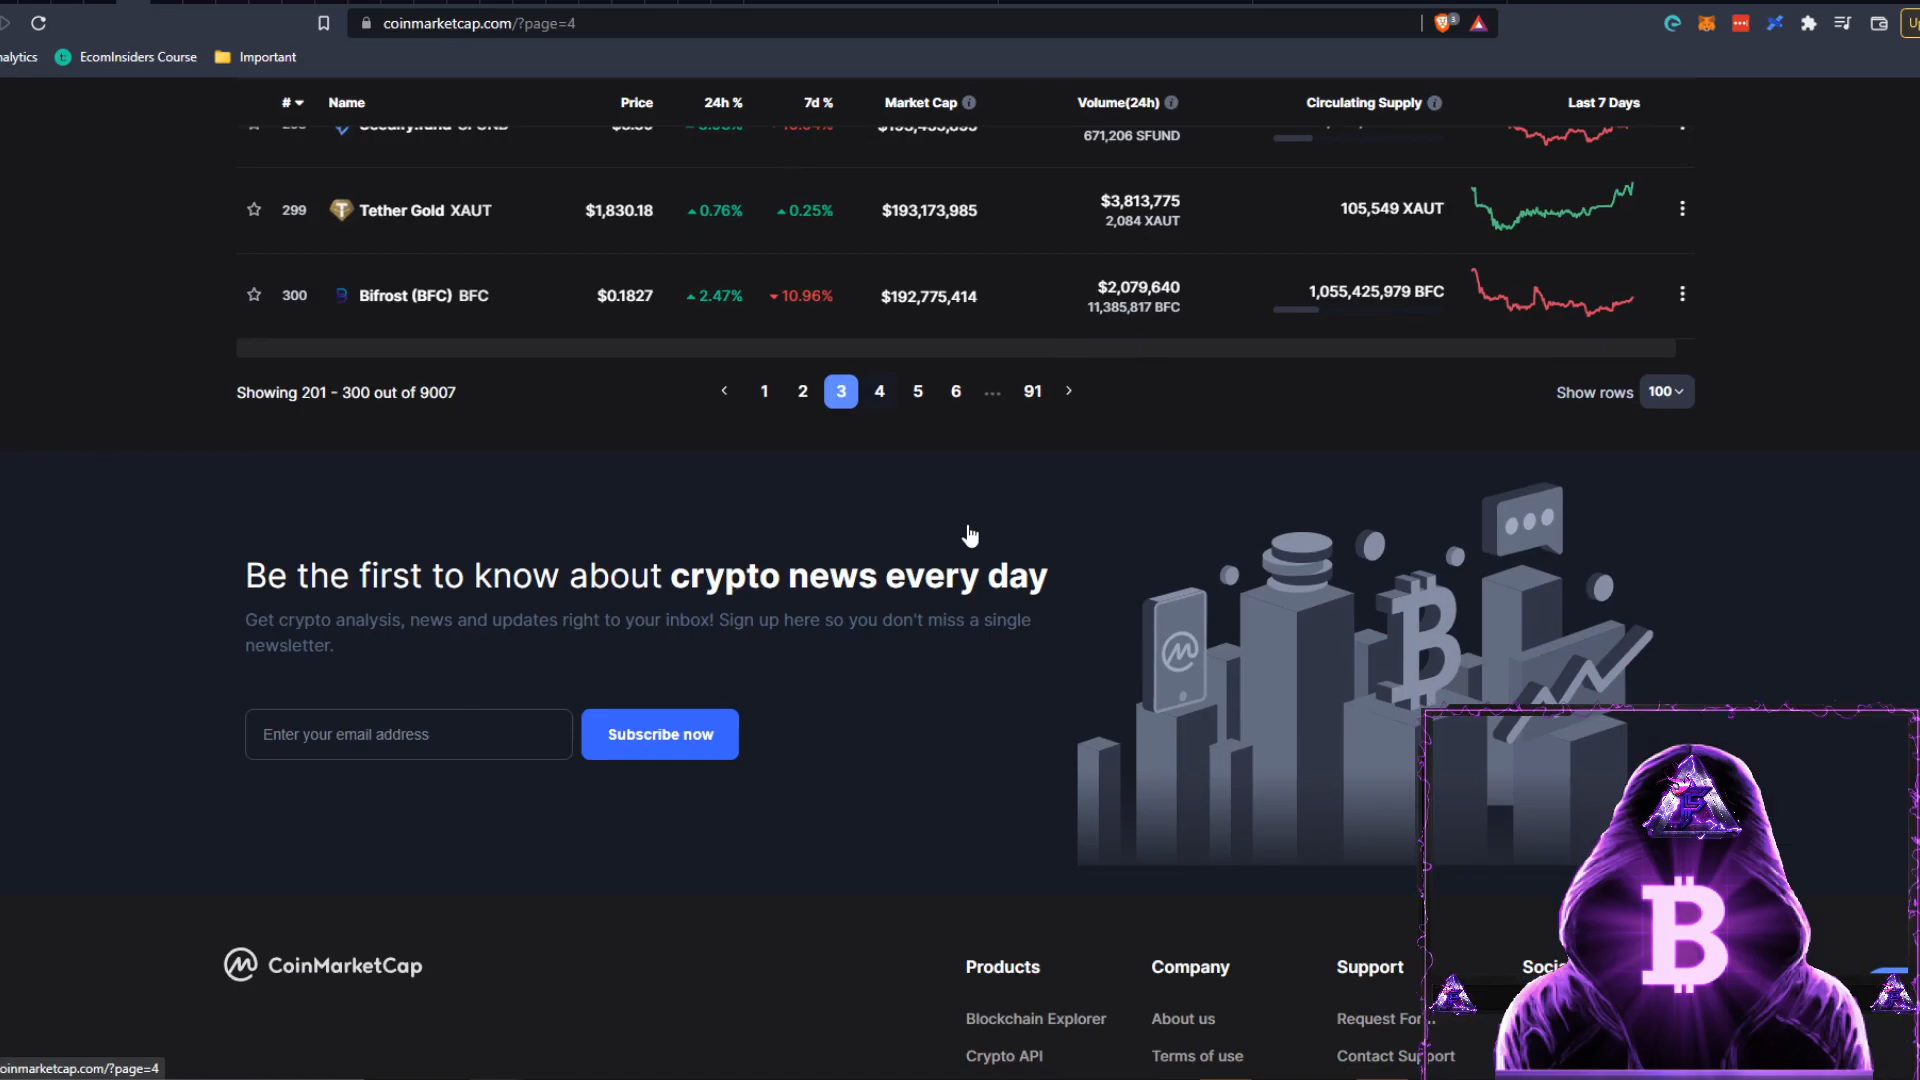 coinmarketcap.com/?page=4
3
nalytics EcomInsiders Course Important
# Name Price 24h % 7d % Market Cap Volume(24h) Circulating Supply Last 7 Days
671,206 SFUND
299 Tether Gold XAUT $1,830.18 0.76% 0.25% $193,173,985 $3,813,775 105,549 XAUT
2,084 XAUT
300 Bifrost (BFC) BFC $0.1827 2.47% 10.96% $192,775,414 $2,079,640 1,055,425,979 BFC
11,385,817 BFC
Showing 201 - 300 out of 9007 1 2 3 4 5 6 ... 91 Show rows 100
Be the first to know about crypto news every day
Get crypto analysis, news and updates right to your inbox! Sign up here so you don't miss a single
newsletter.
Enter your email address Subscribe now
CoinMarketCap
Products Company Support Socia
Blockchain Explorer About us Request For
Crypto API Terms of use Contact Support
oinmarketcap.com/?page=4